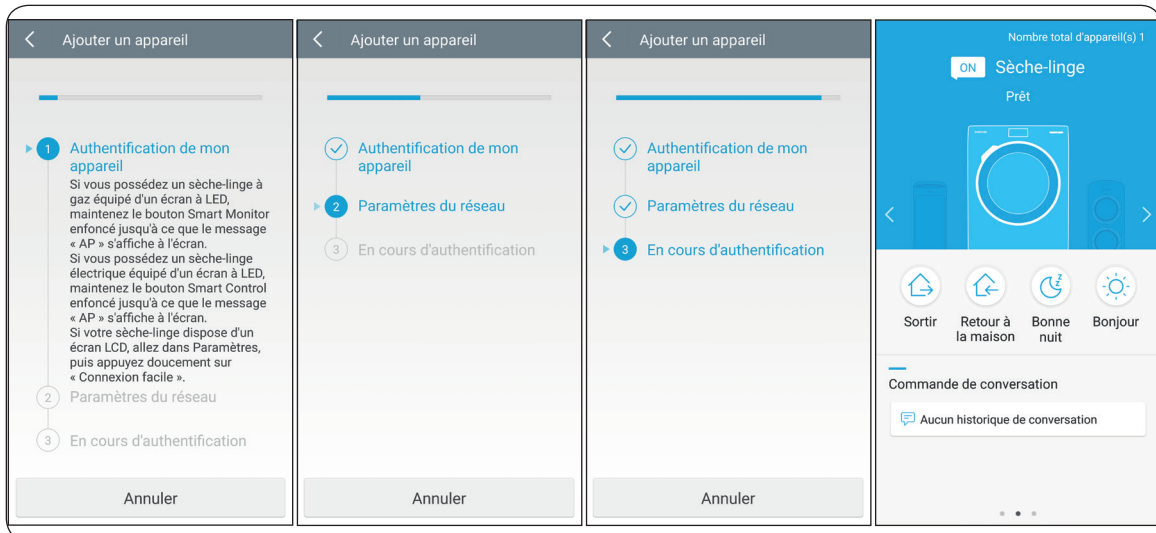 Ajouter un appareil
1
Authentification de mon
appareil
Si vous possédez un sèche-linge à
gaz équipé d'un écran à LED,
maintenez le bouton Smart Monitor
enfoncé jusqu'à ce que le message
« AP » s'affiche à l'écran.
Si vous possédez un sèche-linge
électrique équipé d'un écran à LED,
maintenez le bouton Smart Control
enfoncé jusqu'à ce que le message
« AP » s'affiche à l'écran.
Si votre sèche-linge dispose d'un
écran LCD, allez dans Paramètres,
puis appuyez doucement sur
« Connexion facile ».
2 Paramètres du réseau
3 En cours d'authentification
Annuler
Ajouter un appareil
Authentification de mon
appareil
2 Paramètres du réseau
3 En cours d'authentification
Annuler
Ajouter un appareil
Authentification de mon
appareil
Paramètres du réseau
3 En cours d'authentification
Annuler
Nombre total d'appareil(s) 1
ON Sèche-linge
Prêt
Sortir
Retour à
la maison
Bonne
nuit
Bonjour
Commande de conversation
Aucun historique de conversation